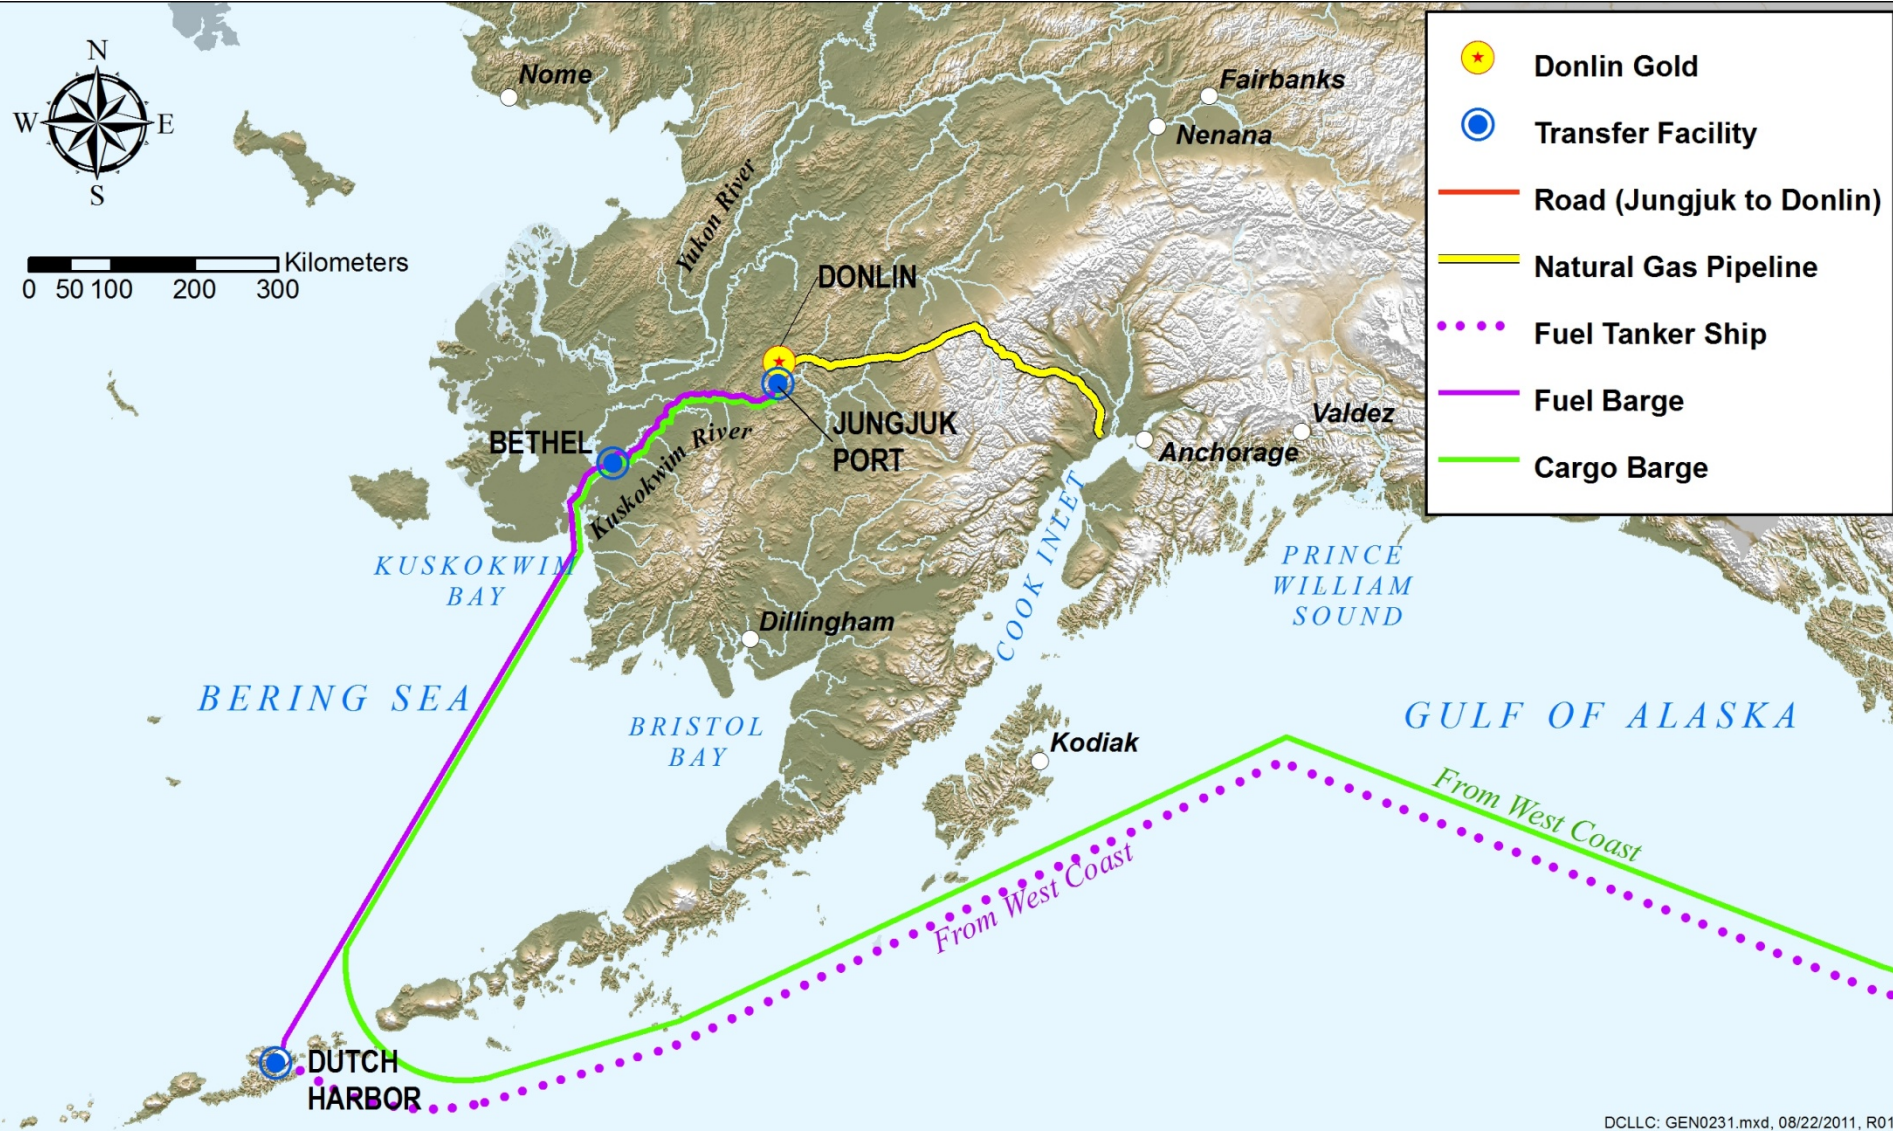 N
W
E
S
Kilometers
0 50 100 200 300
Nome
Fairbanks
Nenana
Yukon River
DONLIN
JUNGJUK
PORT
BETHEL
Kuskokwim River
Anchorage
Valdez
KUSKOKWIM
BAY
COOK INLET
PRINCE
WILLIAM
SOUND
Dillingham
BERING SEA
BRISTOL
BAY
Kodiak
GULF OF ALASKA
From West Coast
From West Coast
DUTCH
HARBOR
Donlin Gold
Transfer Facility
Road (Jungjuk to Donlin)
Natural Gas Pipeline
Fuel Tanker Ship
Fuel Barge
Cargo Barge
DCLLC: GEN0231.mxd, 08/22/2011, R01